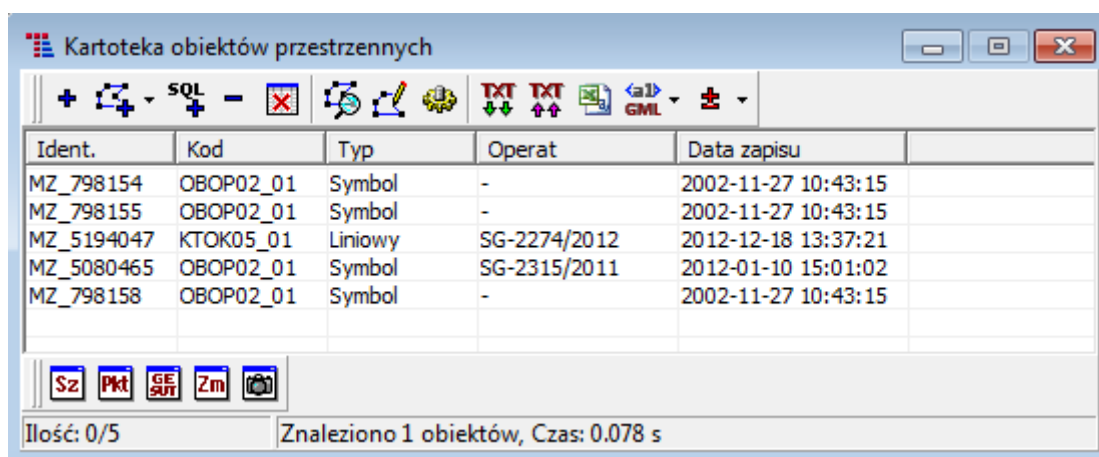 Kartoteka obiektów przestrzennych
SQL TXT TXT <a1> GML
Ident. Kod Typ Operat Data zapisu
MZ_798154 OBOP02_01 Symbol - 2002-11-27 10:43:15
MZ_798155 OBOP02_01 Symbol - 2002-11-27 10:43:15
MZ_5194047 KTOK05_01 Liniowy SG-2274/2012 2012-12-18 13:37:21
MZ_5080465 OBOP02_01 Symbol SG-2315/2011 2012-01-10 15:01:02
MZ_798158 OBOP02_01 Symbol - 2002-11-27 10:43:15
Sz Pkt GE SUT Zm
Ilość: 0/5 Znaleziono 1 obiektów, Czas: 0.078 s